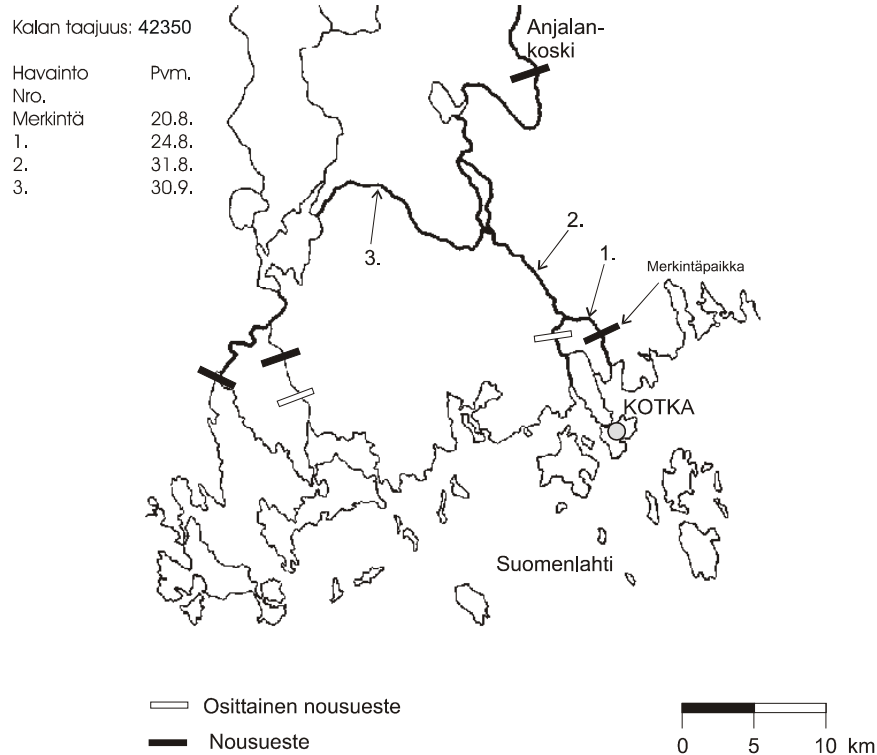 Kalan taajuus: 42350
Havainto Pvm.
Nro.
Merkintä 20.8.
1. 24.8.
2. 31.8.
3. 30.9.
Anjalan-
koski
2.
1.
3.
Merkintäpaikka
KOTKA
Suomenlahti
Osittainen nousueste
Nousueste
0 5 10 km